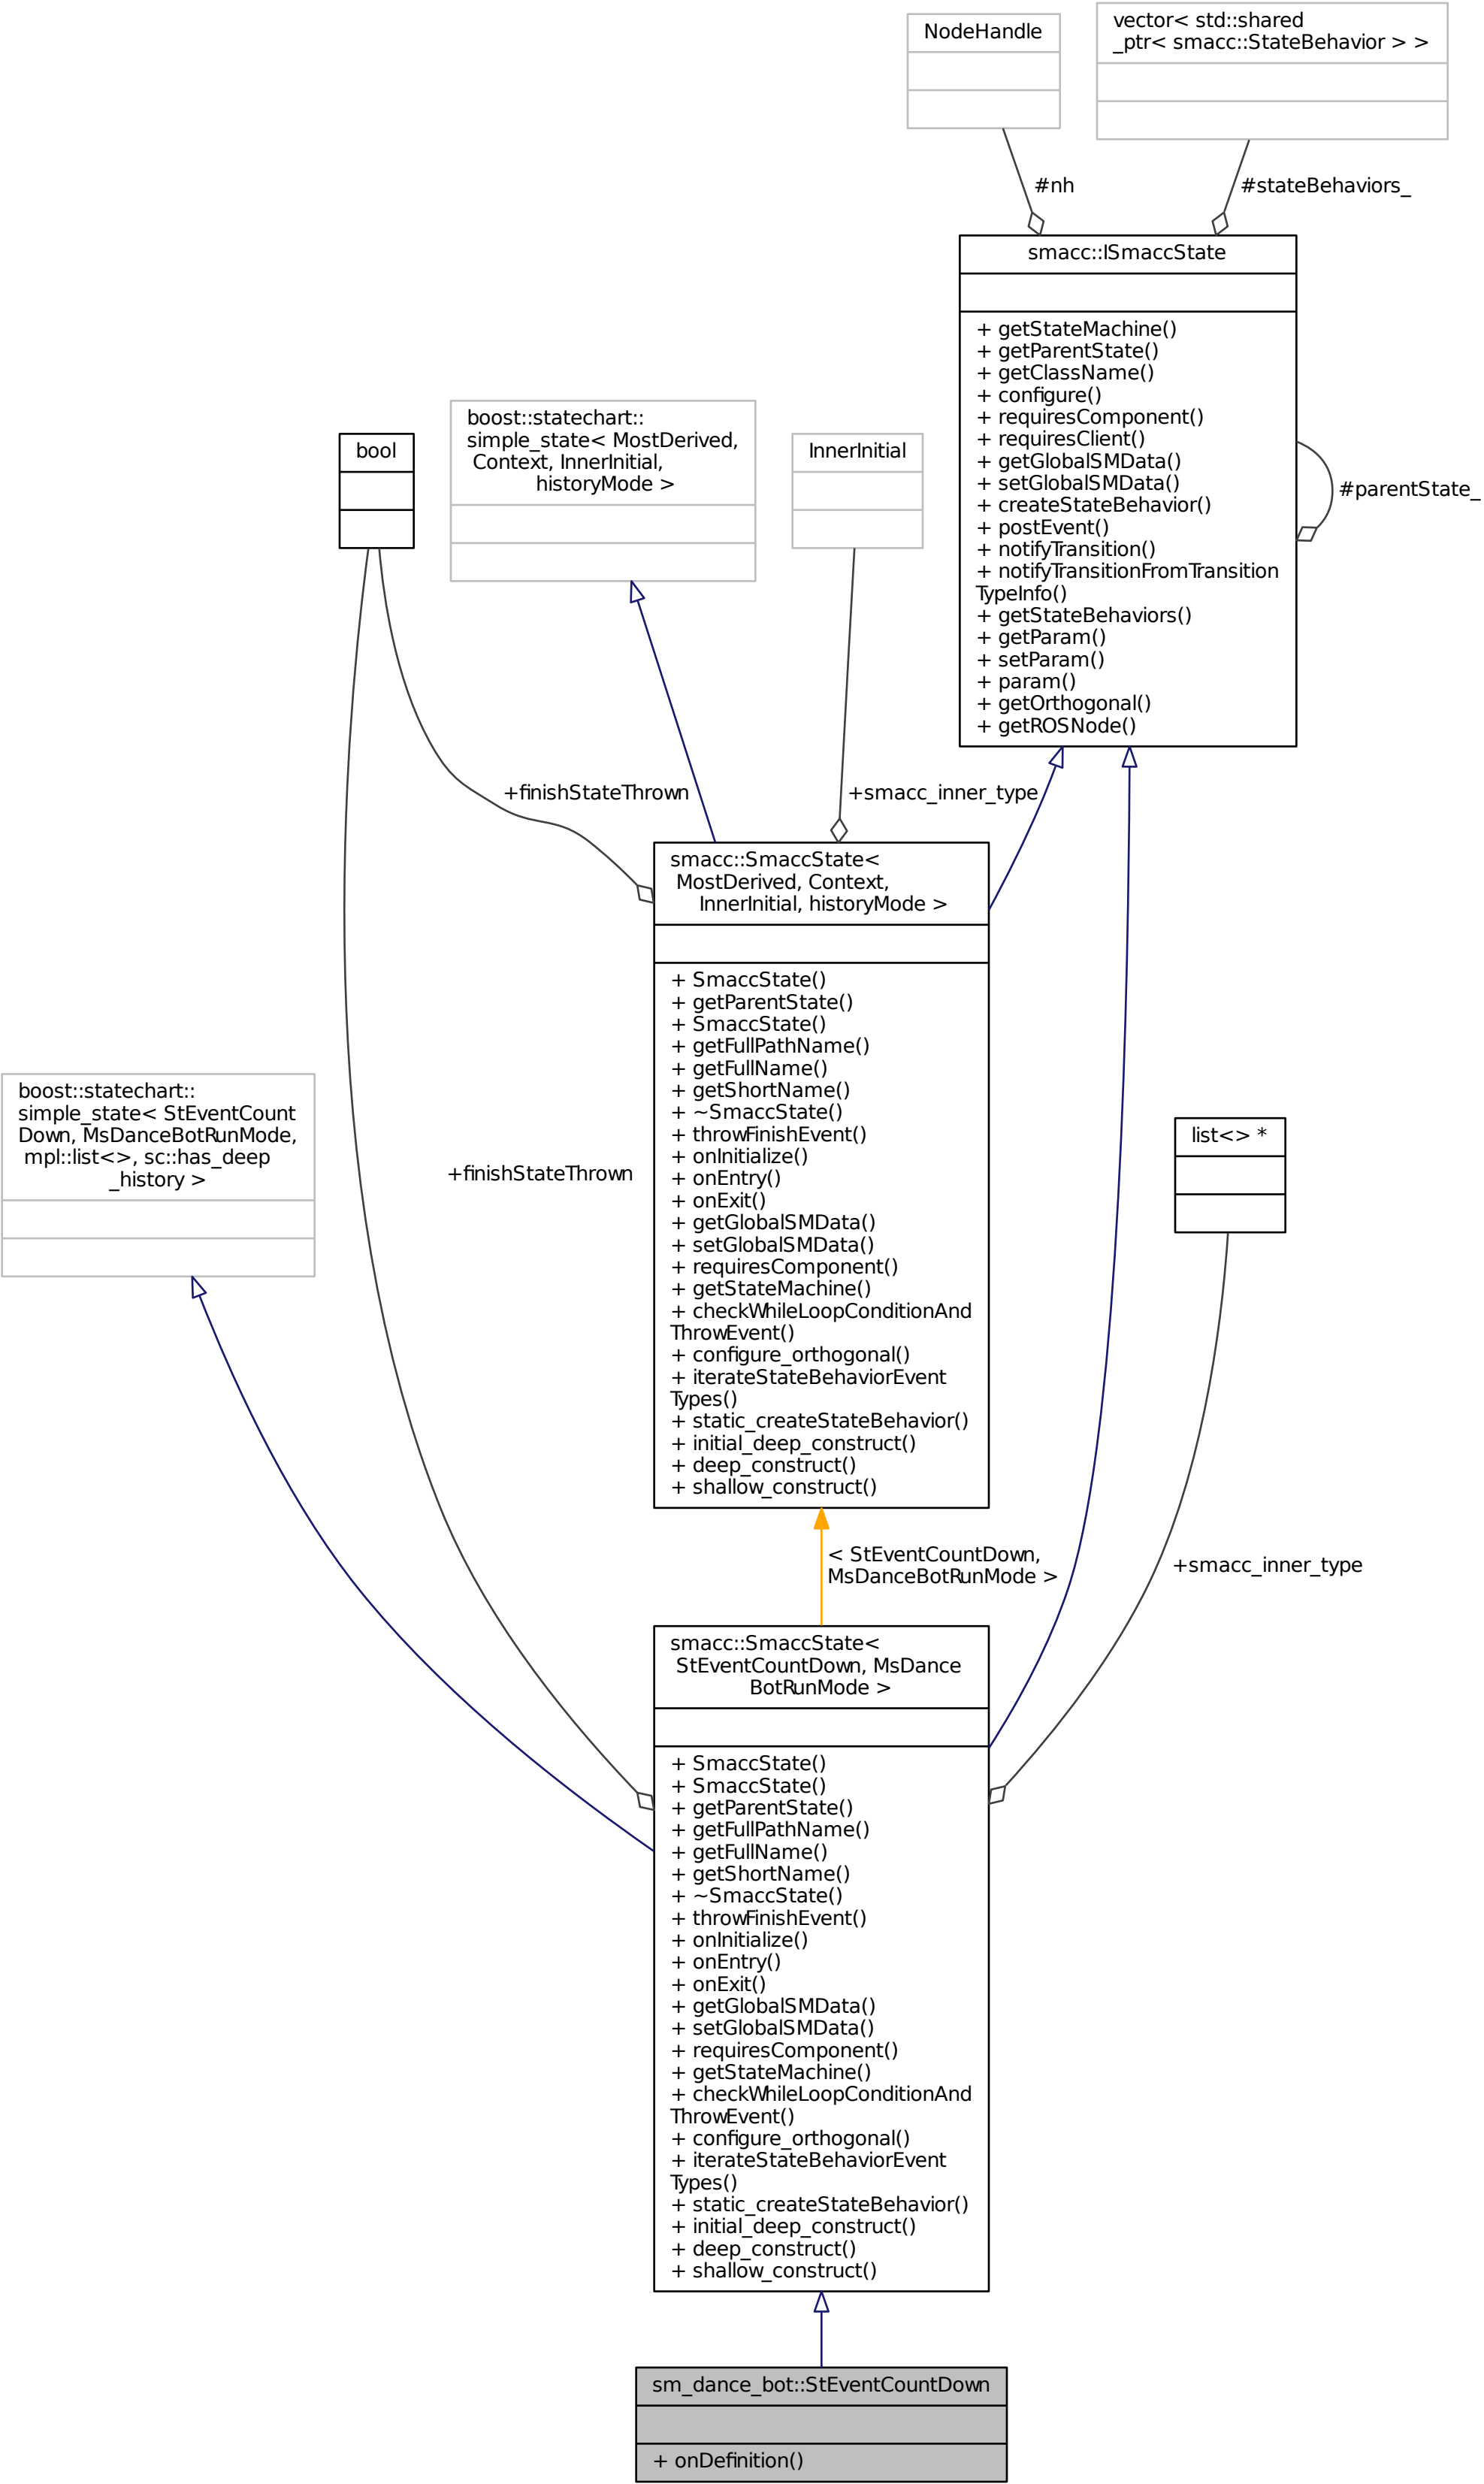 NodeHandle
vector< std::shared
_ptr< smacc::StateBehavior > >
#nh
#stateBehaviors_
smacc::ISmaccState
+ getStateMachine()
+ getParentState()
+ getClassName()
+ configure()
+ requiresComponent()
+ requiresClient()
+ getGlobalSMData()
+ setGlobalSMData()
+ createStateBehavior()
+ postEvent()
+ notifyTransition()
+ notifyTransitionFromTransition
TypeInfo()
+ getStateBehaviors()
+ getParam()
+ setParam()
+ param()
+ getOrthogonal()
+ getROSNode()
#parentState_
bool
boost::statechart::
simple_state< MostDerived,
Context, InnerInitial,
historyMode >
InnerInitial
+finishStateThrown
+smacc_inner_type
smacc::SmaccState<
MostDerived, Context,
InnerInitial, historyMode >
+ SmaccState()
+ getParentState()
+ SmaccState()
+ getFullPathName()
+ getFullName()
+ getShortName()
+ ~SmaccState()
+ throwFinishEvent()
+ onInitialize()
+ onEntry()
+ onExit()
+ getGlobalSMData()
+ setGlobalSMData()
+ requiresComponent()
+ getStateMachine()
+ checkWhileLoopConditionAnd
ThrowEvent()
+ configure_orthogonal()
+ iterateStateBehaviorEvent
Types()
+ static_createStateBehavior()
+ initial_deep_construct()
+ deep_construct()
+ shallow_construct()
boost::statechart::
simple_state< StEventCount
Down, MsDanceBotRunMode,
mpl::list<>, sc::has_deep
_history >
+finishStateThrown
list<> *
< StEventCountDown,
MsDanceBotRunMode >
+smacc_inner_type
smacc::SmaccState<
StEventCountDown, MsDance
BotRunMode >
+ SmaccState()
+ SmaccState()
+ getParentState()
+ getFullPathName()
+ getFullName()
+ getShortName()
+ ~SmaccState()
+ throwFinishEvent()
+ onInitialize()
+ onEntry()
+ onExit()
+ getGlobalSMData()
+ setGlobalSMData()
+ requiresComponent()
+ getStateMachine()
+ checkWhileLoopConditionAnd
ThrowEvent()
+ configure_orthogonal()
+ iterateStateBehaviorEvent
Types()
+ static_createStateBehavior()
+ initial_deep_construct()
+ deep_construct()
+ shallow_construct()
sm_dance_bot::StEventCountDown
+ onDefinition()